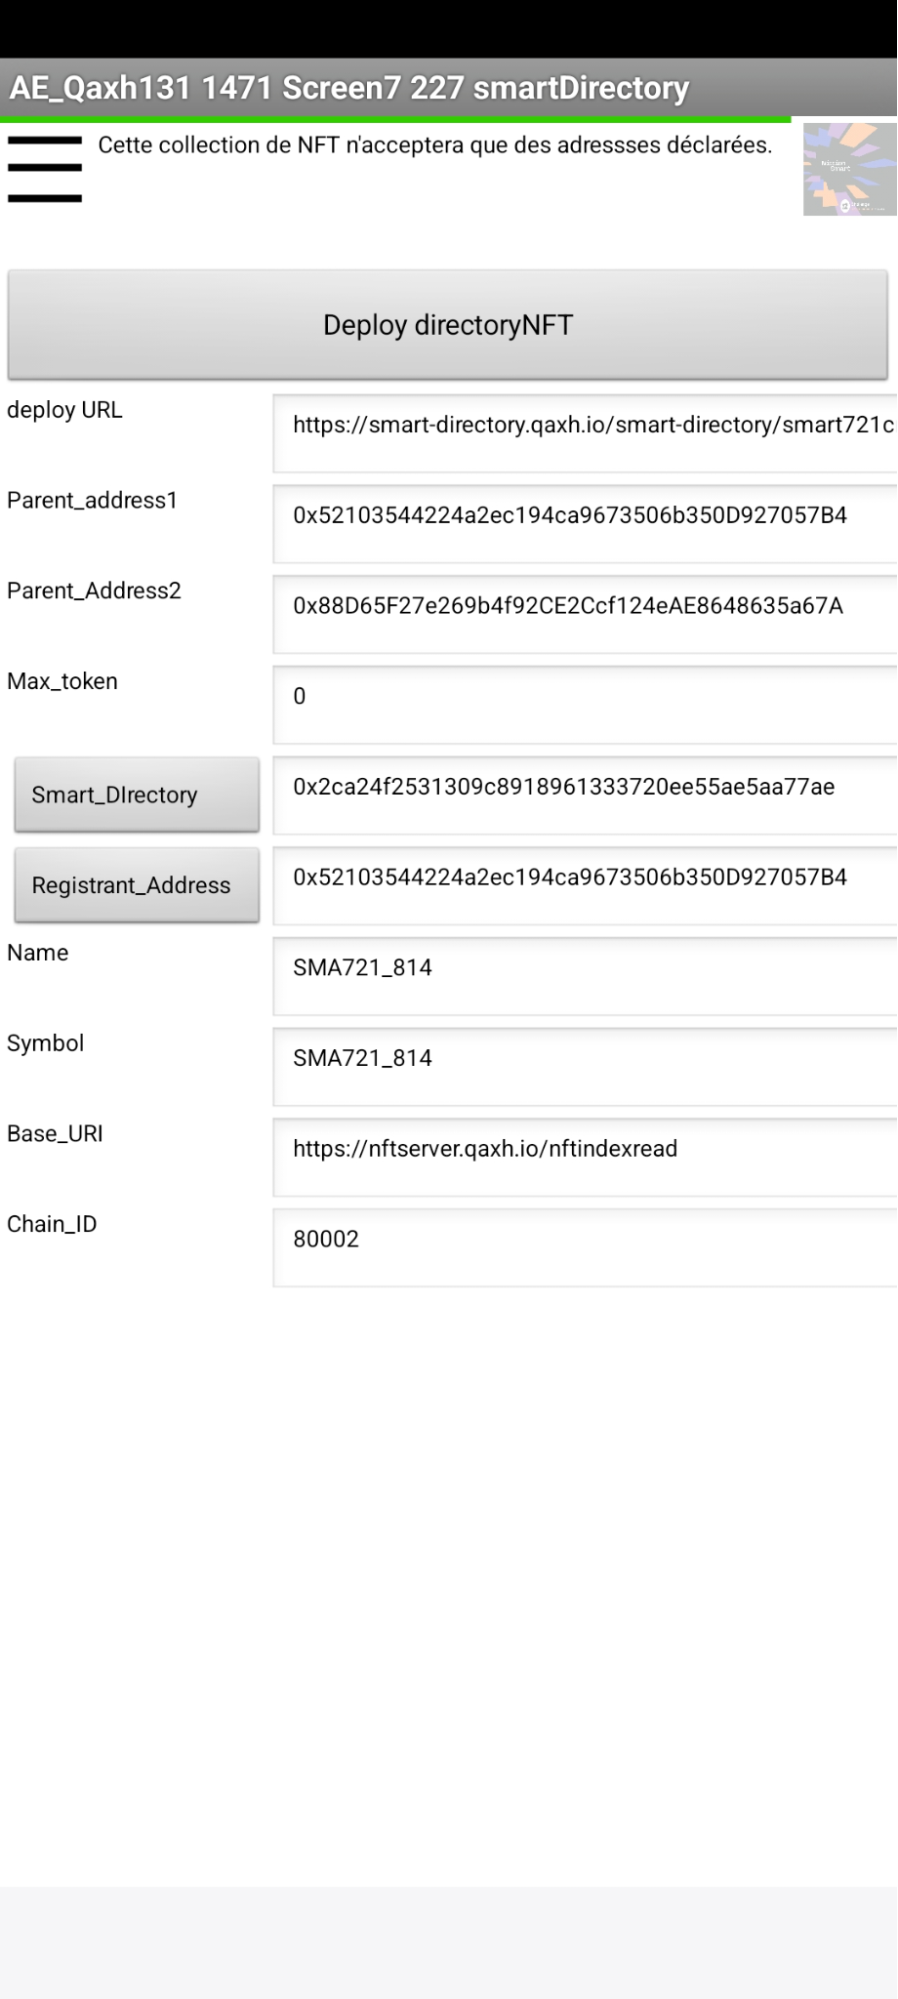 AE_Qaxh131 1471 Screen7 227 smartDirectory
Cette collection de NFT n'acceptera que des adressses déclarées.
Deploy directoryNFT
deploy URL
https://smart-directory.qaxh.io/smart-directory/smart721c
Parent_address1
0x52103544224a2ec194ca9673506b350D927057B4
Parent_Address2
0x88D65F27e269b4f92CE2Ccf124eAE8648635a67A
Max_token
0
Smart_DIrectory
0x2ca24f2531309c8918961333720ee55ae5aa77ae
Registrant_Address
0x52103544224a2ec194ca9673506b350D927057B4
Name
SMA721_814
Symbol
SMA721_814
Base_URI
https://nftserver.qaxh.io/nftindexread
Chain_ID
80002